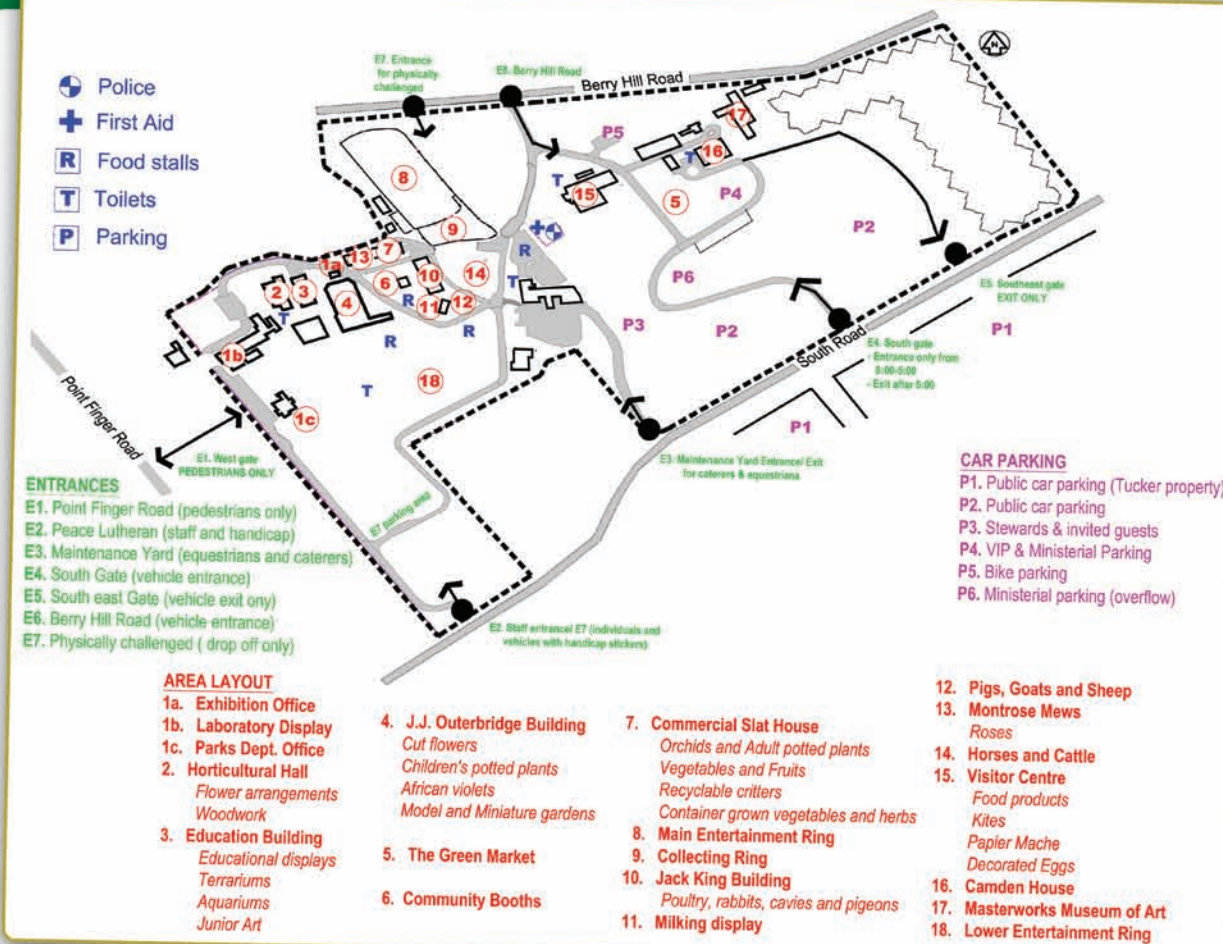 E7. Entrance
for physically
challenged
E6. Berry Hill Road
Berry Hill Road
N
Police
First Aid
R Food stalls
T Toilets
P Parking
17
P5
16
T
T
15
5
P4
8
9
P2
R
7
13
1a
10
14
6
2
3
4
R
11
12
T
P6
E5. Southeast gate
EXIT ONLY
P1
T
P3
P2
R
R
1b
South Road
E4. South gate
- Entrance only from
8:00-5:00
- Exit after 5:00
18
T
1c
P1
Point Finger Road
E1. West gate
PEDESTRIANS ONLY
E3. Maintenance Yard Entrance/ Exit
for caterers & equestrians
E7 parking area
E2. Staff entrance/ E7 (individuals and
vehicles with handicap stickers)
ENTRANCES
E1. Point Finger Road (pedestrians only)
E2. Peace Lutheran (staff and handicap)
E3. Maintenance Yard (equestrians and caterers)
E4. South Gate (vehicle entrance)
E5. South east Gate (vehicle exit ony)
E6. Berry Hill Road (vehicle entrance)
E7. Physically challenged ( drop off only)
CAR PARKING
P1. Public car parking (Tucker property)
P2. Public car parking
P3. Stewards & invited guests
P4. VIP & Ministerial Parking
P5. Bike parking
P6. Ministerial parking (overflow)
AREA LAYOUT
1a. Exhibition Office
1b. Laboratory Display
1c. Parks Dept. Office
2. Horticultural Hall
Flower arrangements
Woodwork
3. Education Building
Educational displays
Terrariums
Aquariums
Junior Art
4. J.J. Outerbridge Building
Cut flowers
Children's potted plants
African violets
Model and Miniature gardens
5. The Green Market
6. Community Booths
7. Commercial Slat House
Orchids and Adult potted plants
Vegetables and Fruits
Recyclable critters
Container grown vegetables and herbs
8. Main Entertainment Ring
9. Collecting Ring
10. Jack King Building
Poultry, rabbits, cavies and pigeons
11. Milking display
12. Pigs, Goats and Sheep
13. Montrose Mews
Roses
14. Horses and Cattle
15. Visitor Centre
Food products
Kites
Papier Mache
Decorated Eggs
16. Camden House
17. Masterworks Museum of Art
18. Lower Entertainment Ring